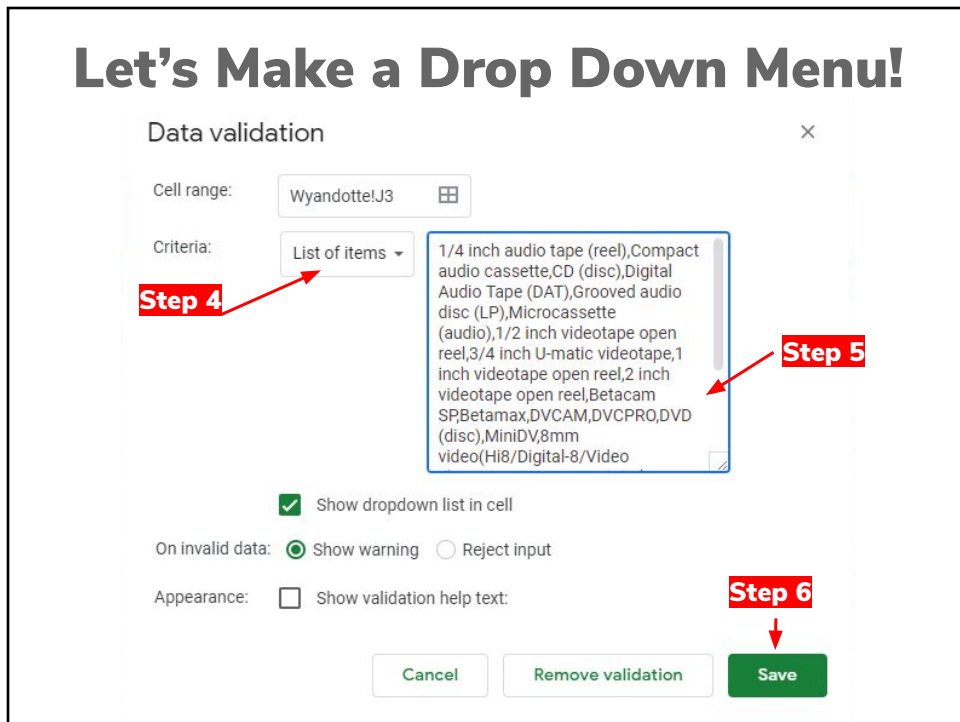 Let's Make a Drop Down Menu!
Data validation
Cell range:
Wyandotte!J3
Criteria:
List of items
1/4 inch audio tape (reel),Compact
audio cassette,CD (disc),Digital
Audio Tape (DAT),Grooved audio
disc (LP),Microcassette
(audio),1/2 inch videotape open
reel,3/4 inch U-matic videotape,1
inch videotape open reel,2 inch
videotape open reel,Betacam
SP,Betamax,DVCAM,DVCPRO,DVD
(disc),MiniDV,8mm
video(Hi8/Digital-8/Video
Step 4
Step 5
Show dropdown list in cell
On invalid data:
Show warning
Reject input
Appearance:
Show validation help text:
Step 6
Cancel
Remove validation
Save